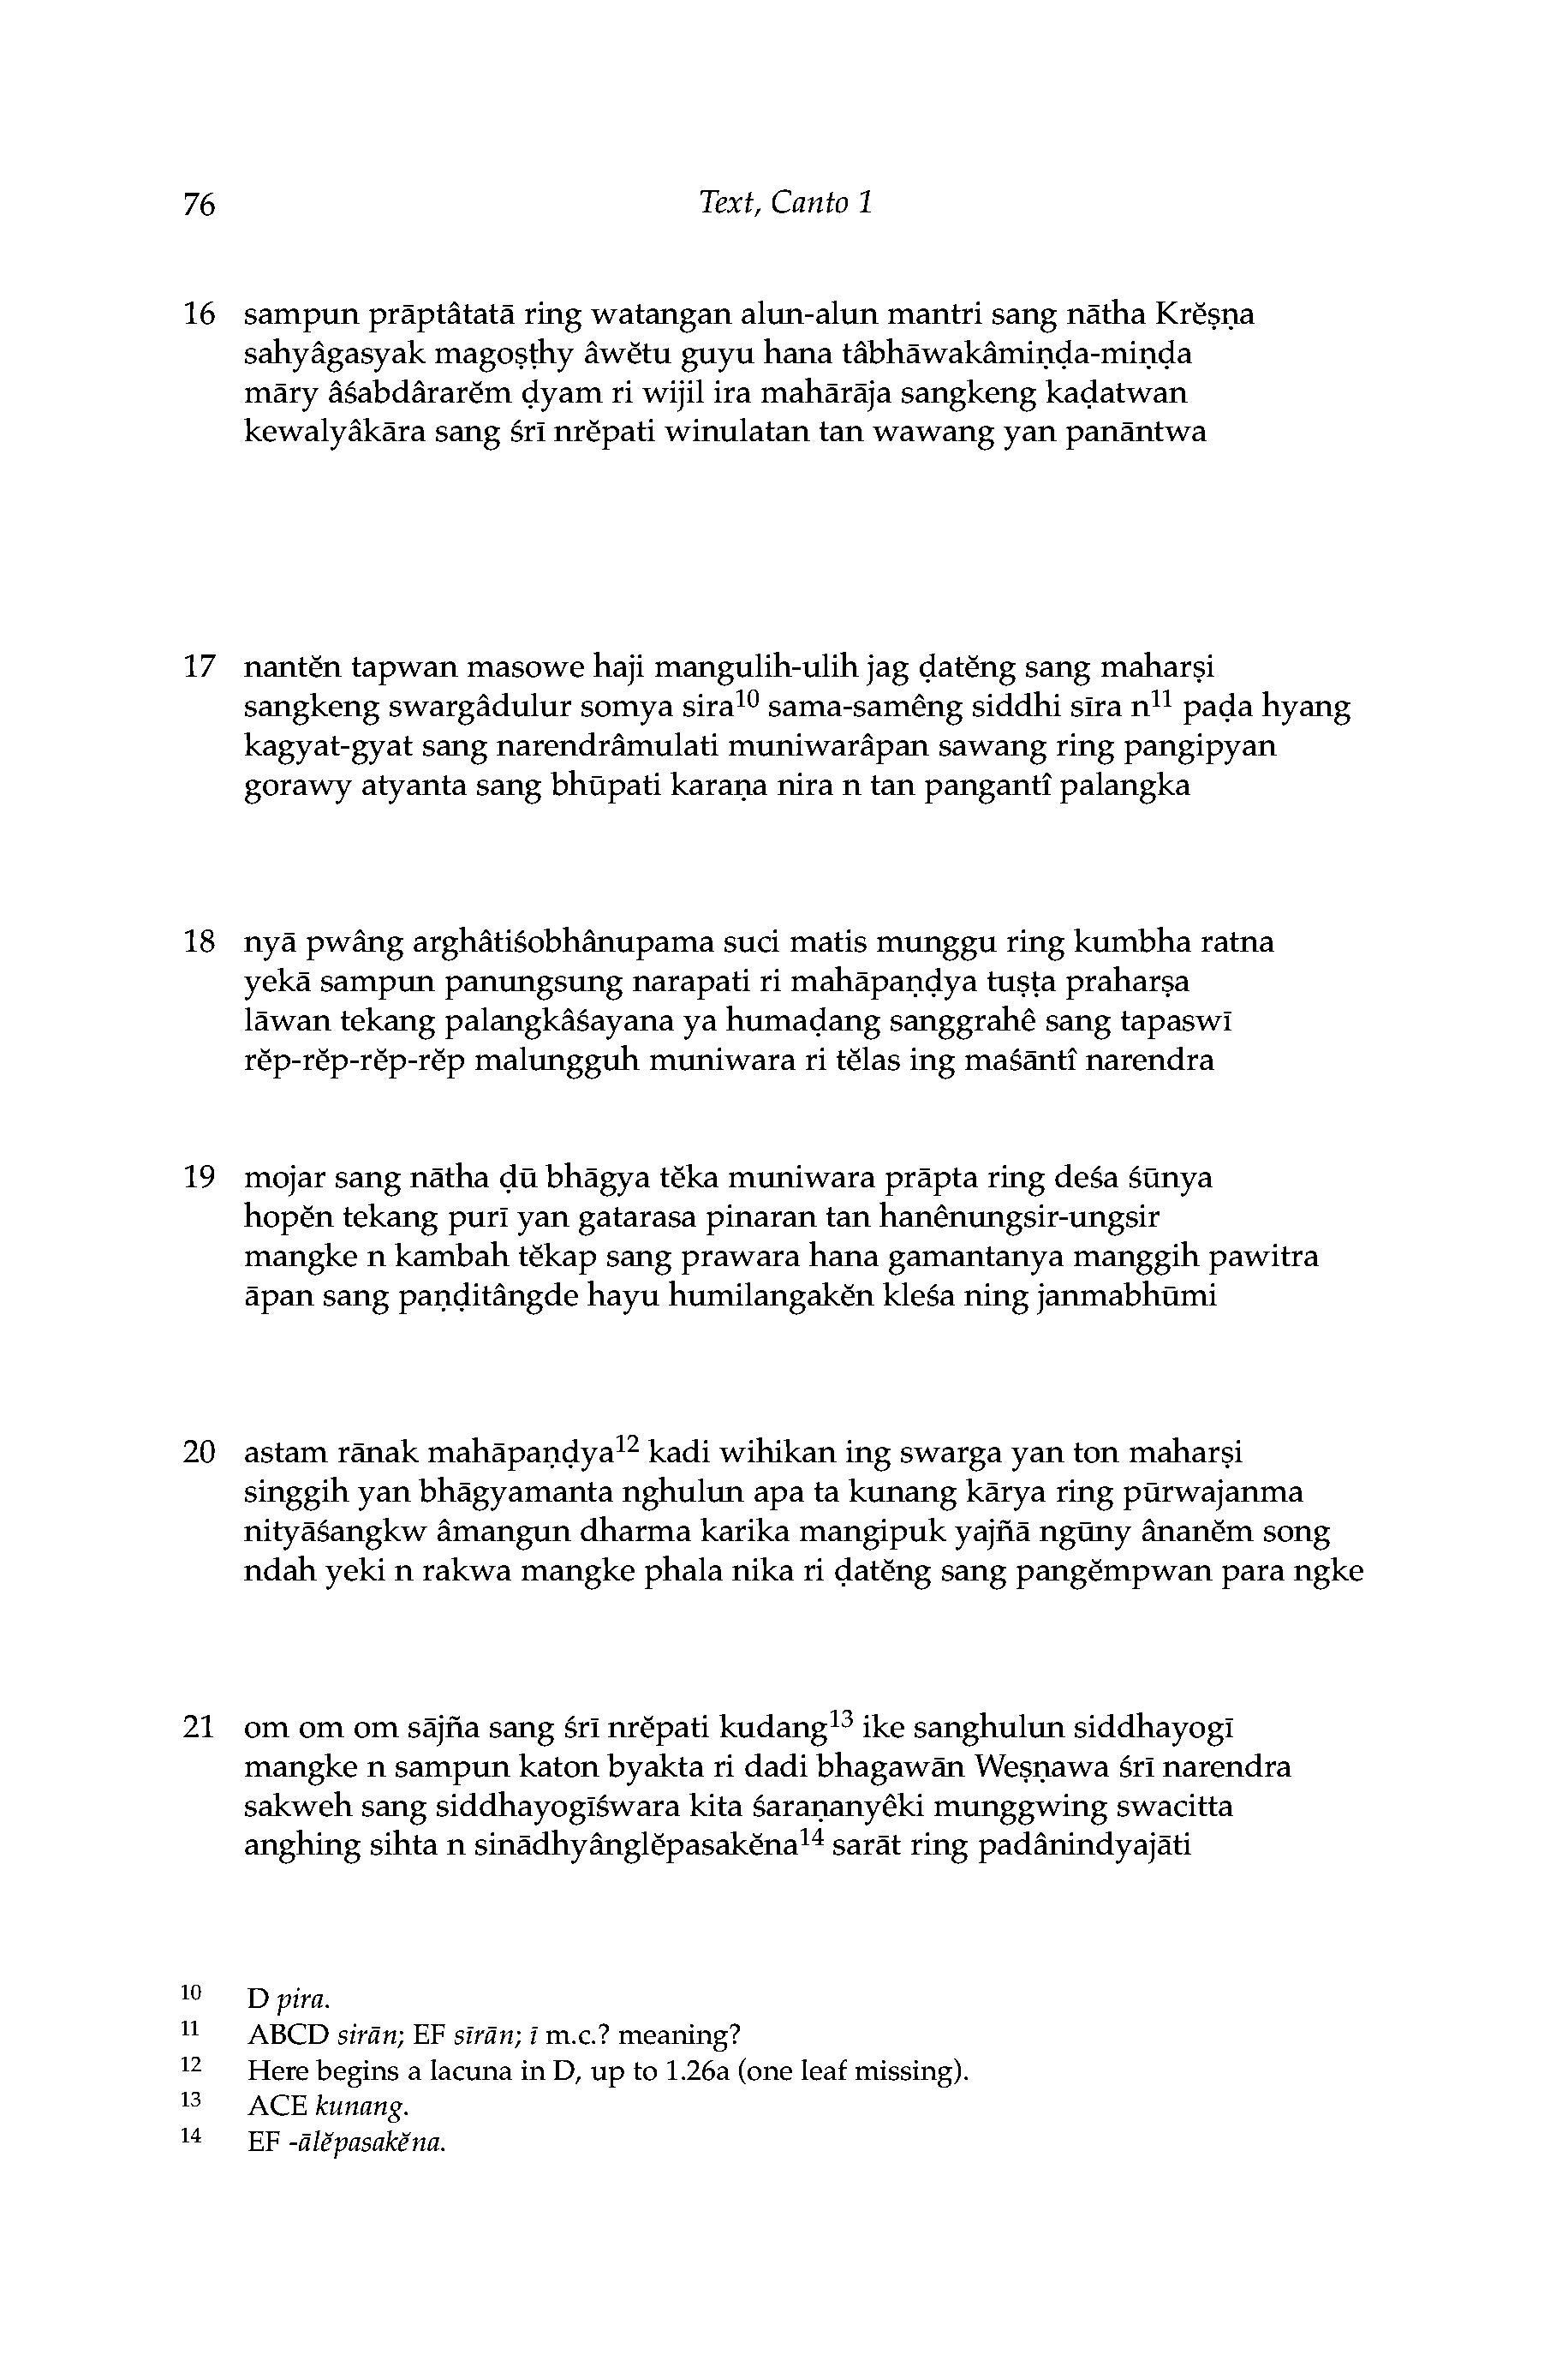 76 Text, Canto 1
16 sampun prāptâtatā ring watangan alun-alun mantri sang nātha Krĕṣṇa
sahyâgasyak magoṣṭhy âwĕtu guyu hana tâbhāwakâmiṇḍa-miṇḍa
māry âśabdârarĕm ḍyam ri wijil ira mahārāja sangkeng kaḍatwan
kewalyâkāra sang śrī nrĕpati winulatan tan wawang yan panāntwa
17 nantĕn tapwan masowe haji mangulih-ulih jag ḍatĕng sang maharṣi
sangkeng swargâdulur somya sira¹⁰ sama-samêng siddhi sīra n¹¹ paḍa hyang
kagyat-gyat sang narendrâmulati muniwarâpan sawang ring pangipyan
gorawy atyanta sang bhūpati karaṇa nira n tan pangantî palangka
18 nyā pwâng arghâtiśobhânupama suci matis munggu ring kumbha ratna
yekā sampun panungsung narapati ri mahāpaṇḍya tuṣṭa praharṣa
lāwan tekang palangkâśayana ya humaḍang sanggrahê sang tapaswī
rĕp-rĕp-rĕp-rĕp malungguh muniwara ri tĕlas ing maśāntî narendra
19 mojar sang nātha ḍū bhāgya tĕka muniwara prāpta ring deśa śūnya
hopĕn tekang purī yan gatarasa pinaran tan hanênungsir-ungsir
mangke n kambah tĕkap sang prawara hana gamantanya manggih pawitra
āpan sang paṇḍitângde hayu humilangakĕn kleśa ning janmabhūmi
20 astam rānak mahāpaṇḍya¹² kadi wihikan ing swarga yan ton maharṣi
singgih yan bhāgyamanta nghulun apa ta kunang kārya ring pūrwajanma
nityāśangkw âmangun dharma karika mangipuk yajñā ngūny ânanĕm song
ndah yeki n rakwa mangke phala nika ri ḍatĕng sang pangĕmpwan para ngke
21 om om om sājña sang śrī nrĕpati kudang¹³ ike sanghulun siddhayogī
mangke n sampun katon byakta ri dadi bhagawān Weṣṇawa śrī narendra
sakweh sang siddhayogīśwara kita śaraṇanyêki munggwing swacitta
anghing sihta n sinādhyânglĕpasakĕna¹⁴ sarāt ring padânindyajāti
¹⁰ D pira.
¹¹ ABCD sirān; EF sīrān; ī m.c.? meaning?
¹² Here begins a lacuna in D, up to 1.26a (one leaf missing).
¹³ ACE kunang.
¹⁴ EF -ālĕpasakĕna.